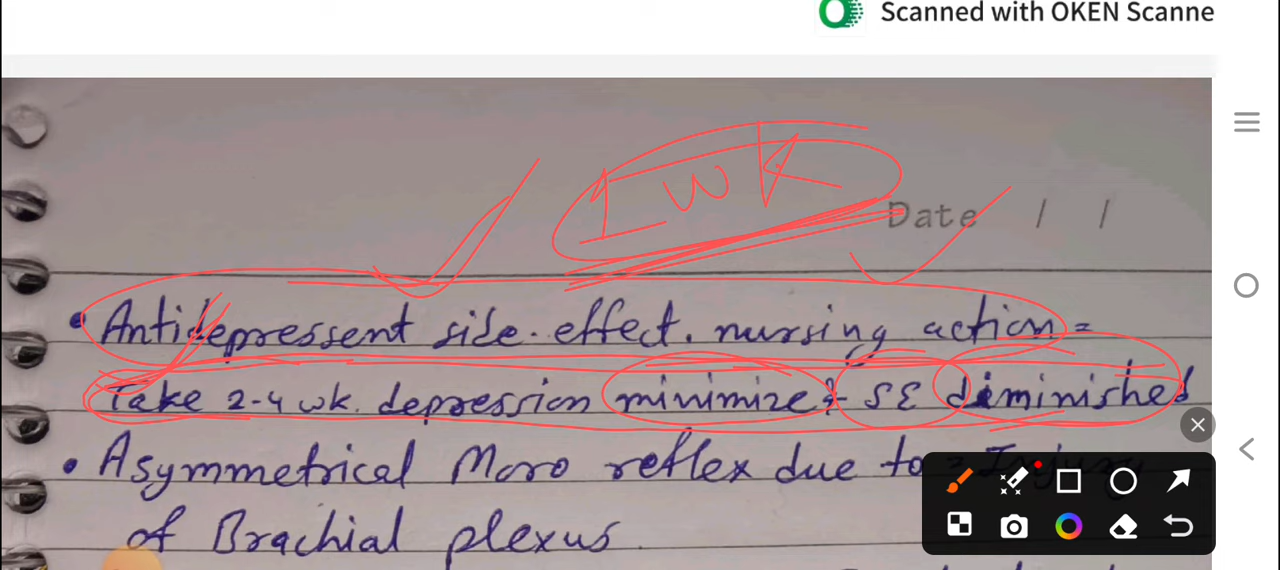 Scanned with OKEN Scanne
1 wk
Date / /
• Antidepressent side. effect. nursing action =
Take 2-4 wk. depression minimize & SE diminished
• Asymmetrical Moro reflex due to = Injury
of Brachial plexus.